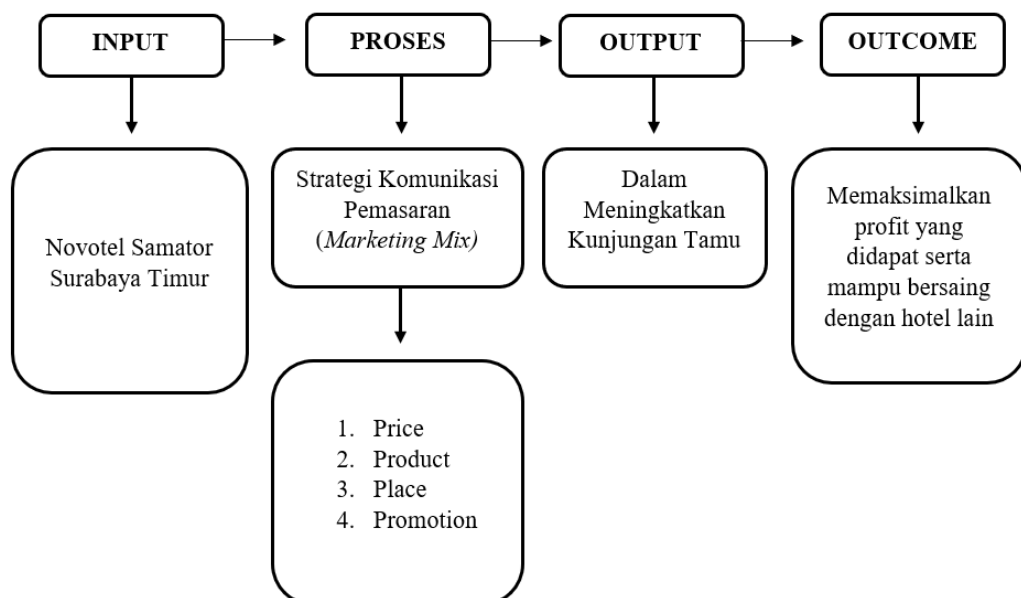 INPUT
PROSES
OUTPUT
OUTCOME
Novotel Samator
Surabaya Timur
Strategi Komunikasi
Pemasaran
(Marketing Mix)
Dalam
Meningkatkan
Kunjungan Tamu
Memaksimalkan
profit yang
didapat serta
mampu bersaing
dengan hotel lain
1. Price
2. Product
3. Place
4. Promotion